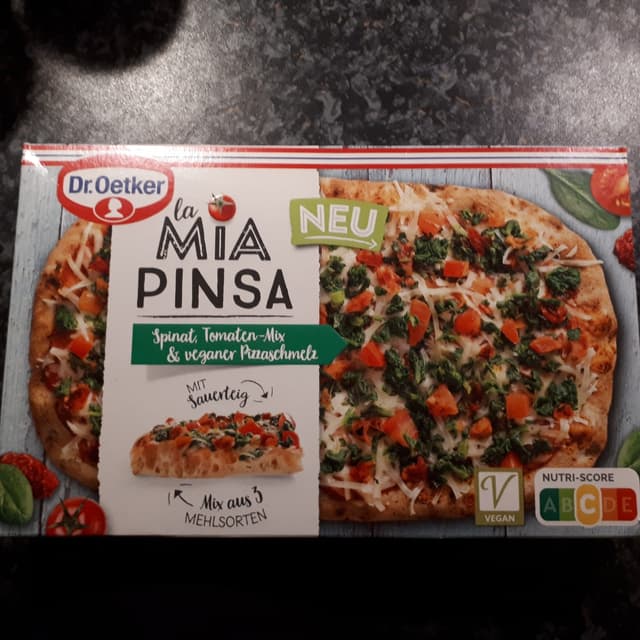 Dr.Oetker
la
MIA
PINSA
NEU
Spinat, Tomaten-Mix
& veganer Pizzaschmelz
MIT
Sauerteig
Mix aus 3
MEHLSORTEN
V
VEGAN
NUTRI-SCORE
A B C D E